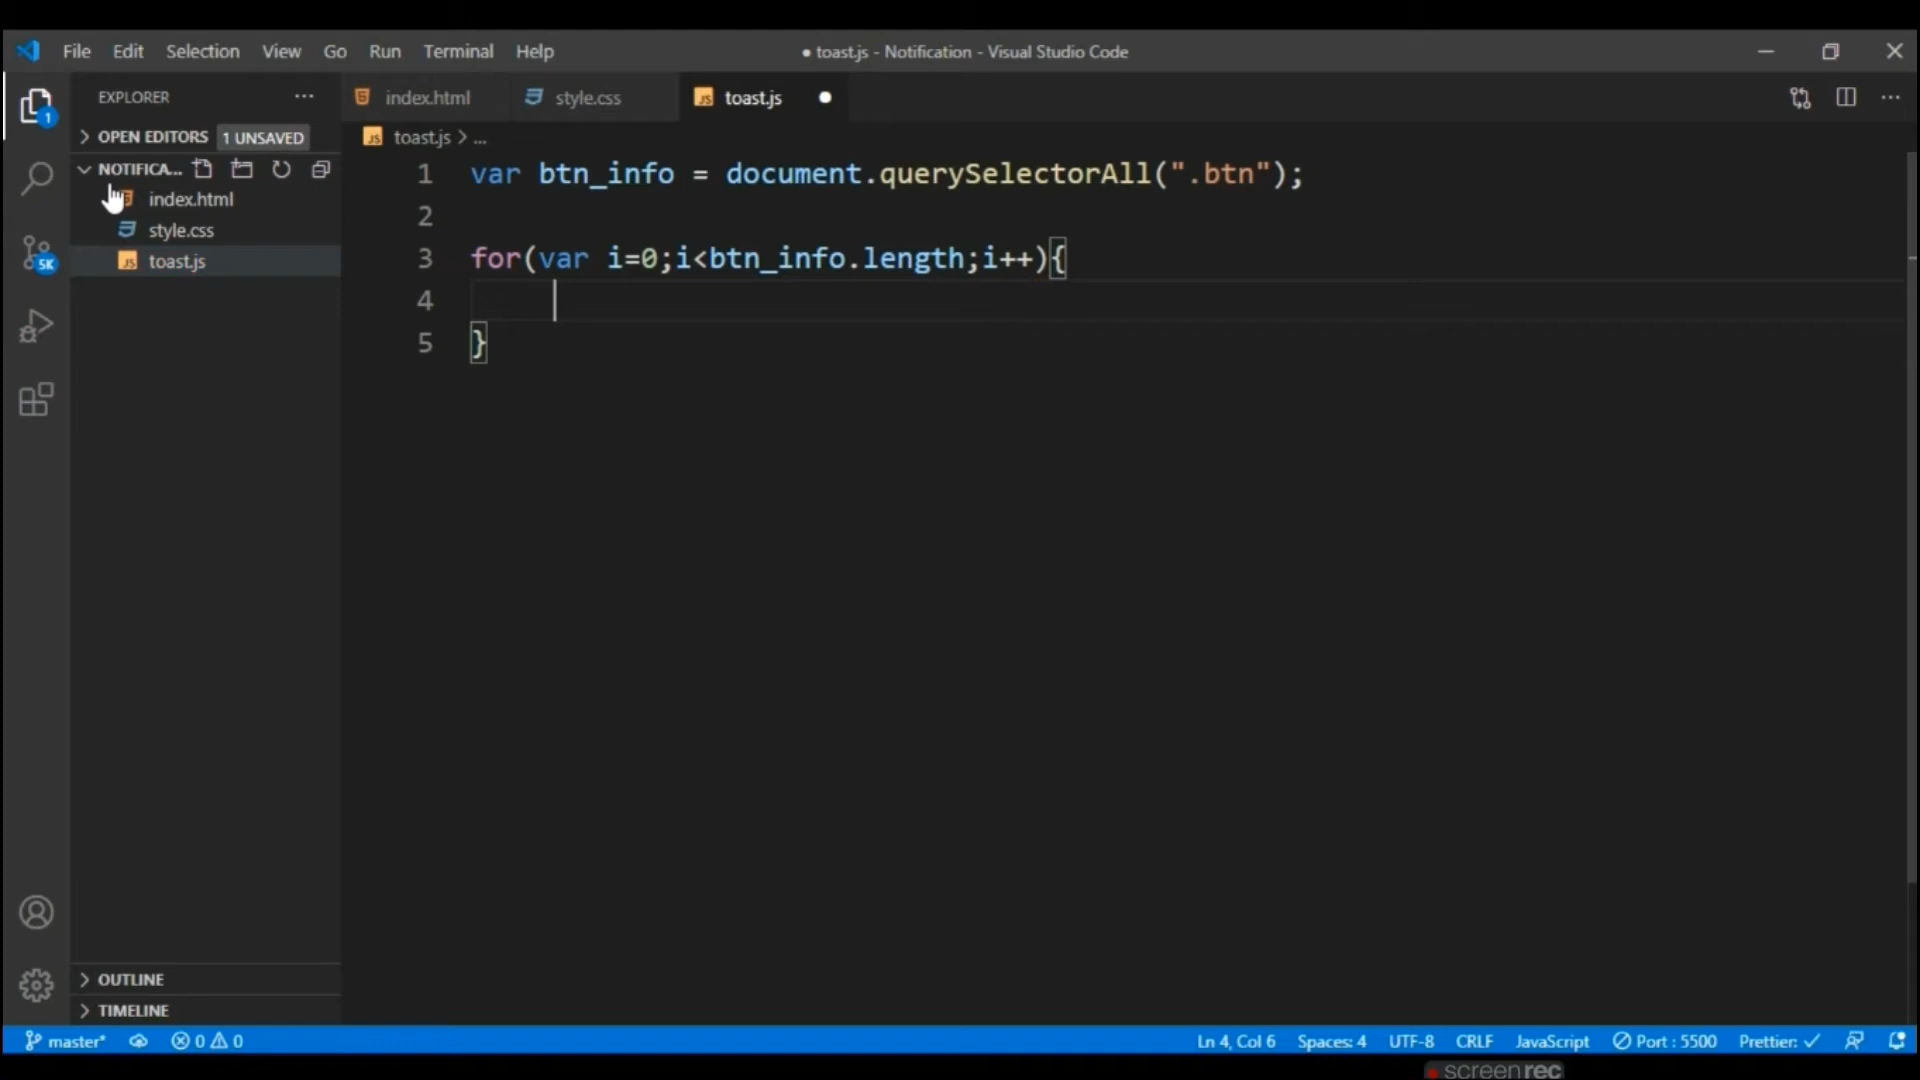 File Edit Selection View Go Run Terminal Help
● toast.js - Notification - Visual Studio Code
EXPLORER
index.html
style.css
toast.js
OPEN EDITORS 1 UNSAVED
toast.js > ...
NOTIFICA...
index.html
style.css
toast.js
1 var btn_info = document.querySelectorAll(".btn");
2
3 for(var i=0;i<btn_info.length;i++){
4
5 }
1
5K
OUTLINE
TIMELINE
master* 0 0 Ln 4, Col 6 Spaces: 4 UTF-8 CRLF JavaScript Port : 5500 Prettier: ✓
screenrec